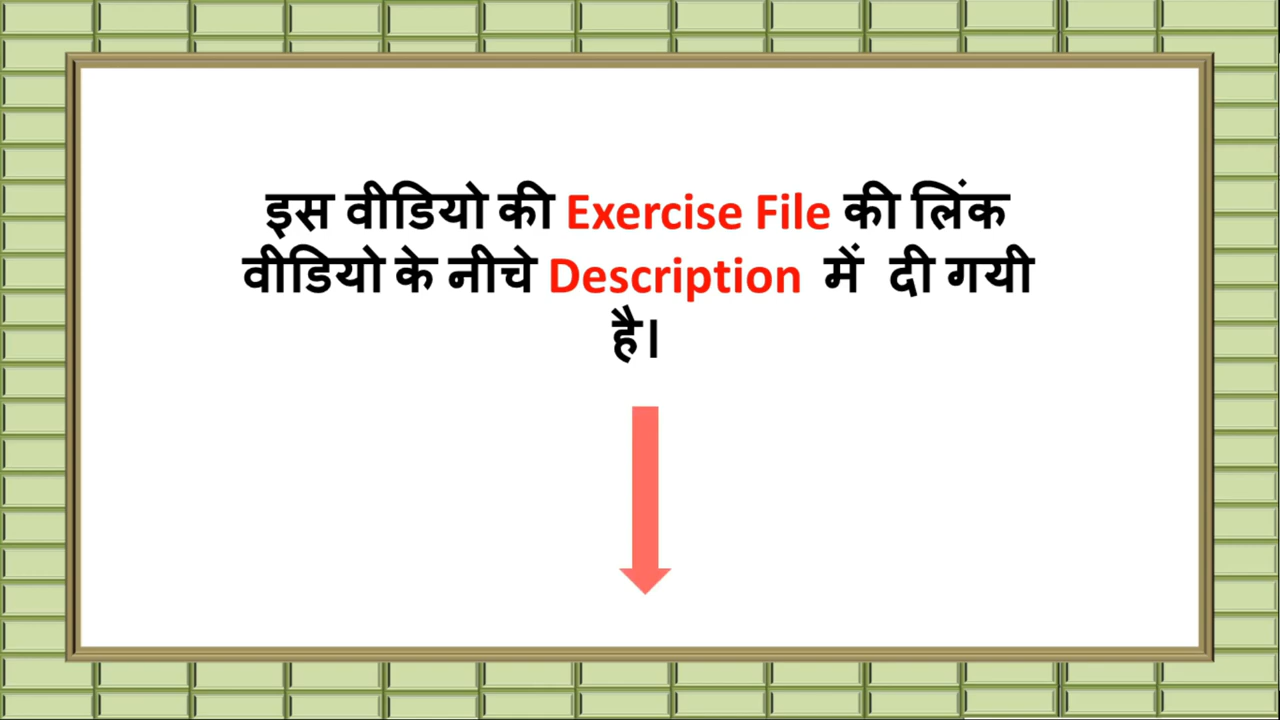 इस वीडियो की Exercise File की लिंक
वीडियो के नीचे Description में दी गयी
है।